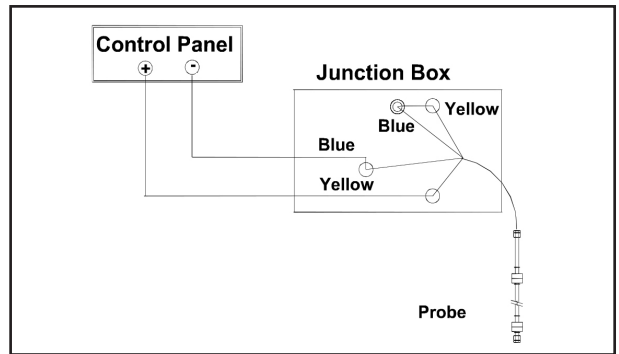 Control Panel
+ -
Junction Box
Yellow
Blue
Blue
Yellow
Probe